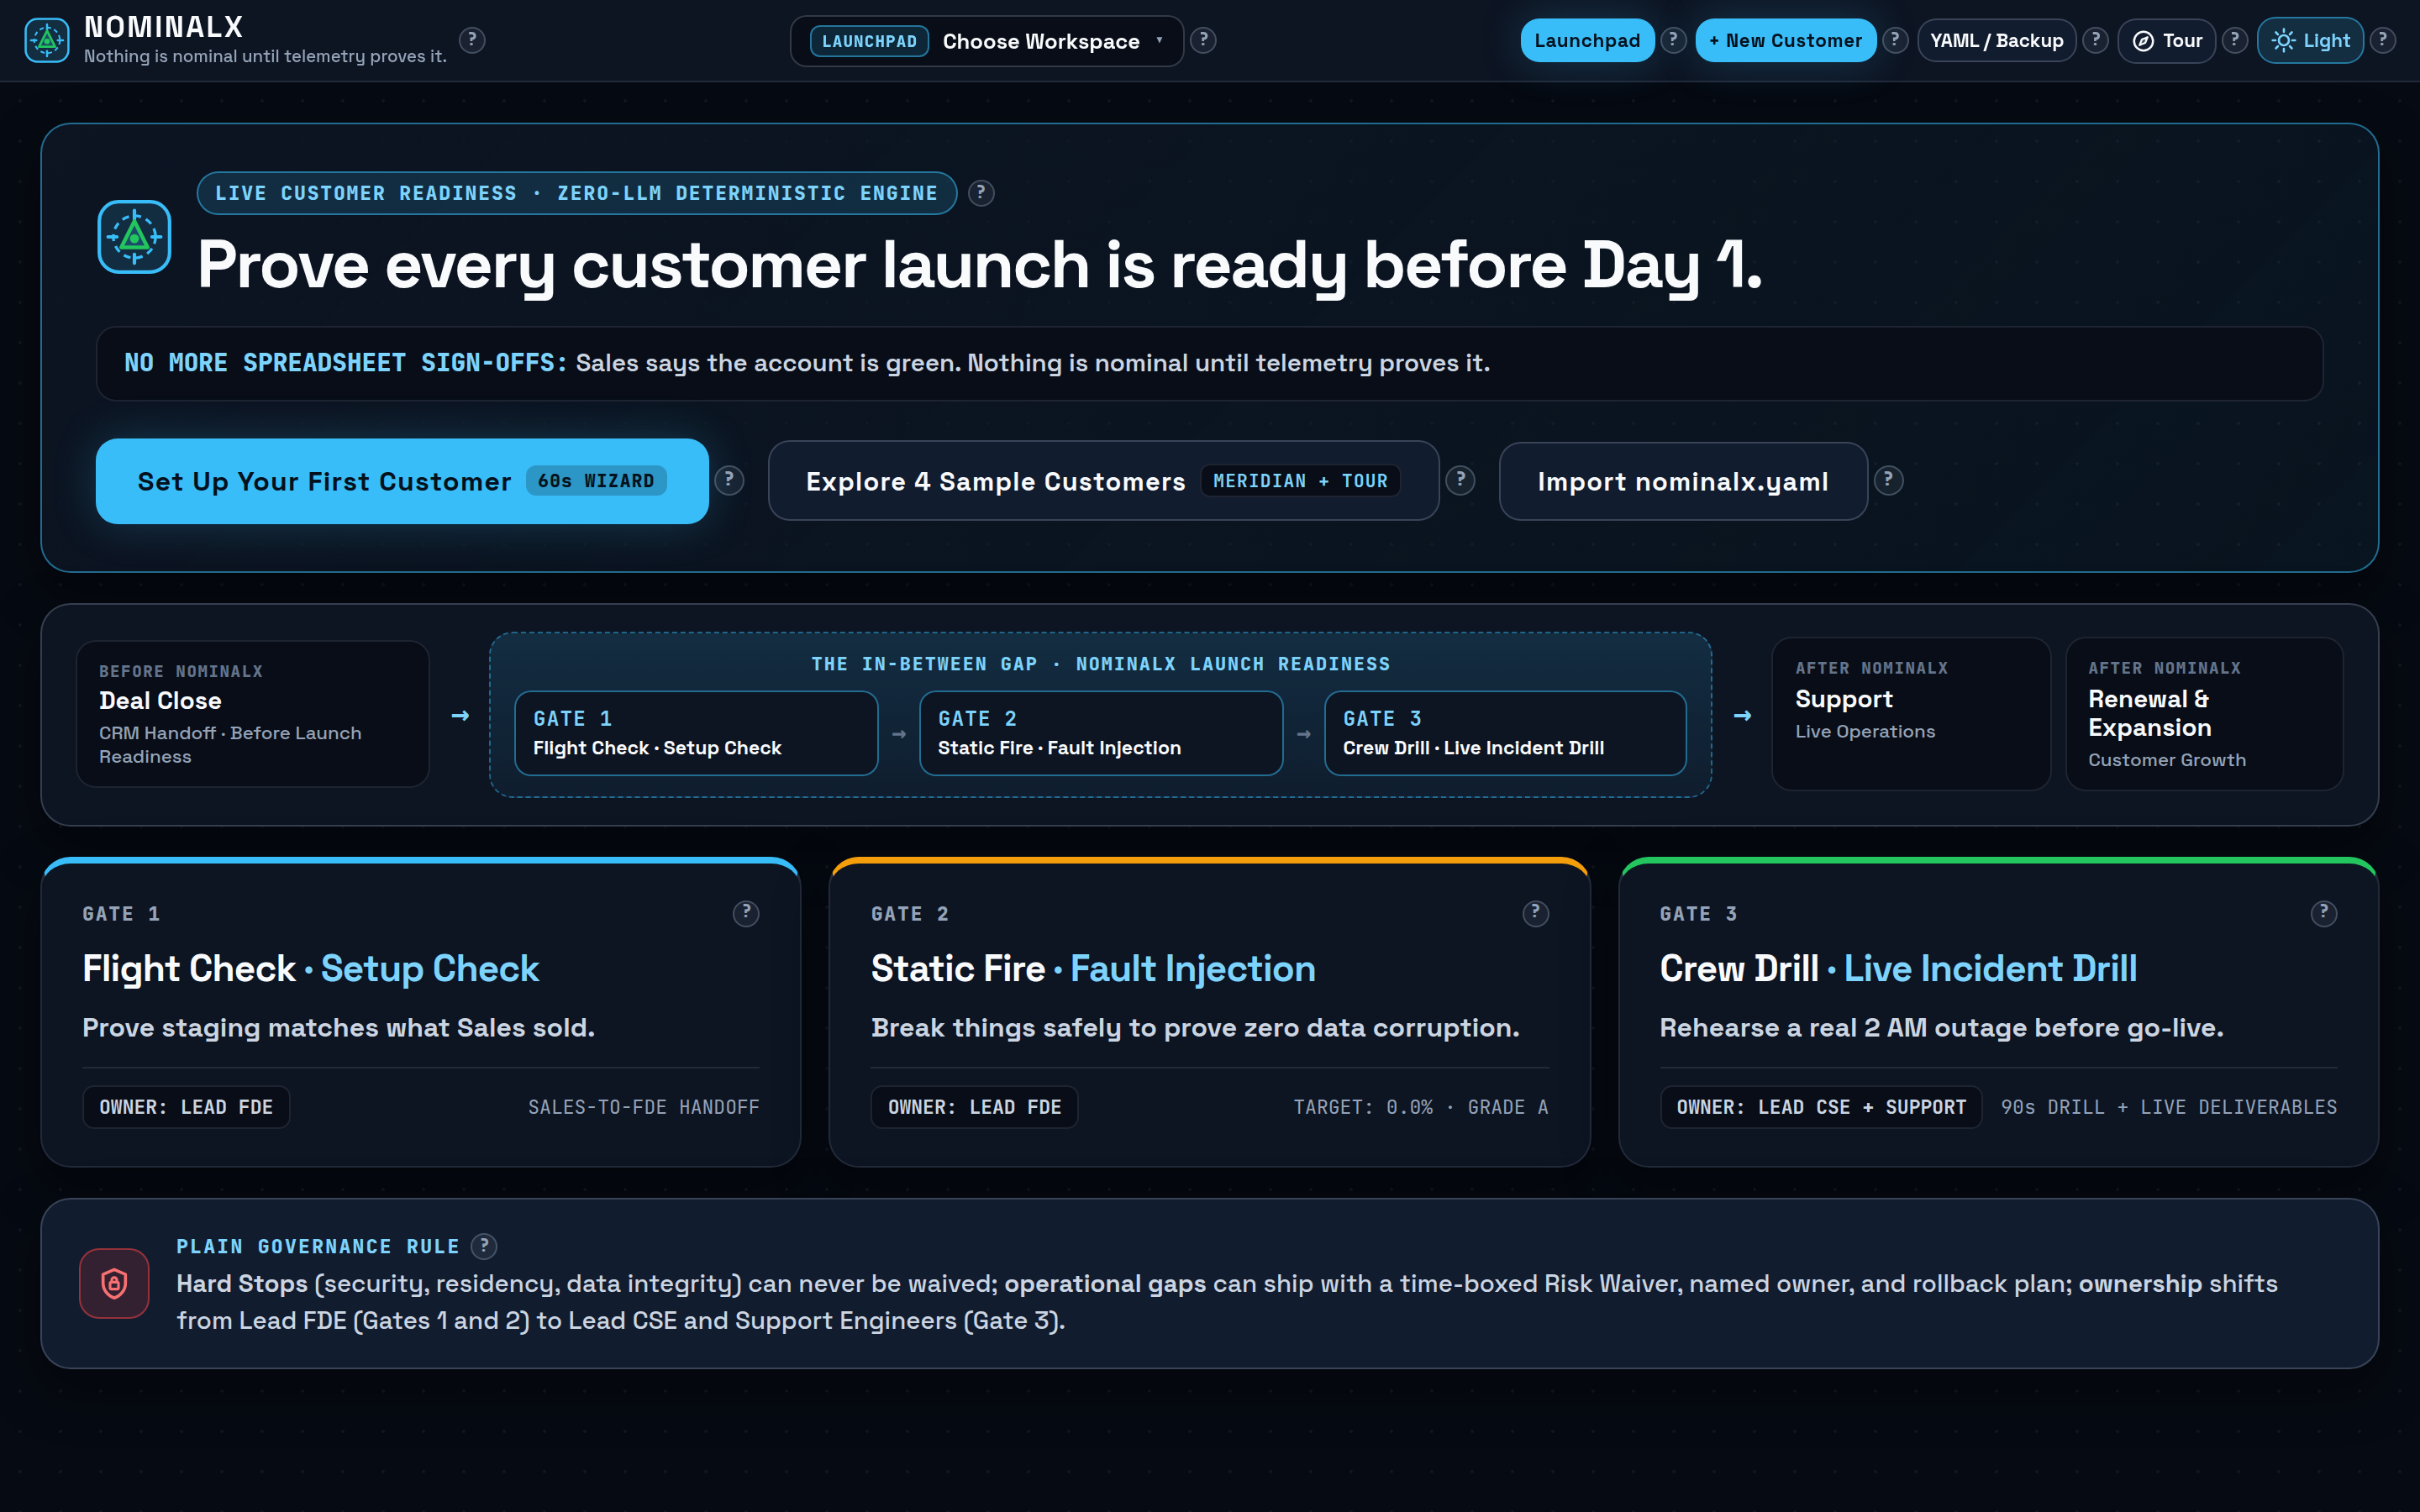 NOMINALX
Nothing is nominal until telemetry proves it.
?
LAUNCHPAD Choose Workspace ▾
?
Launchpad
?
+ New Customer
?
YAML / Backup
?
Tour
?
Light
?
LIVE CUSTOMER READINESS · ZERO-LLM DETERMINISTIC ENGINE
?
Prove every customer launch is ready before Day 1.
NO MORE SPREADSHEET SIGN-OFFS: Sales says the account is green. Nothing is nominal until telemetry proves it.
Set Up Your First Customer 60s WIZARD
?
Explore 4 Sample Customers MERIDIAN + TOUR
?
Import nominalx.yaml
?
BEFORE NOMINALX
Deal Close
CRM Handoff · Before Launch
Readiness
→
THE IN-BETWEEN GAP · NOMINALX LAUNCH READINESS
GATE 1
Flight Check · Setup Check
→
GATE 2
Static Fire · Fault Injection
→
GATE 3
Crew Drill · Live Incident Drill
→
AFTER NOMINALX
Support
Live Operations
AFTER NOMINALX
Renewal &
Expansion
Customer Growth
GATE 1
?
Flight Check · Setup Check
Prove staging matches what Sales sold.
OWNER: LEAD FDE
SALES-TO-FDE HANDOFF
GATE 2
?
Static Fire · Fault Injection
Break things safely to prove zero data corruption.
OWNER: LEAD FDE
TARGET: 0.0% · GRADE A
GATE 3
?
Crew Drill · Live Incident Drill
Rehearse a real 2 AM outage before go-live.
OWNER: LEAD CSE + SUPPORT
90s DRILL + LIVE DELIVERABLES
PLAIN GOVERNANCE RULE ?
Hard Stops (security, residency, data integrity) can never be waived; operational gaps can ship with a time-boxed Risk Waiver, named owner, and rollback plan; ownership shifts
from Lead FDE (Gates 1 and 2) to Lead CSE and Support Engineers (Gate 3).